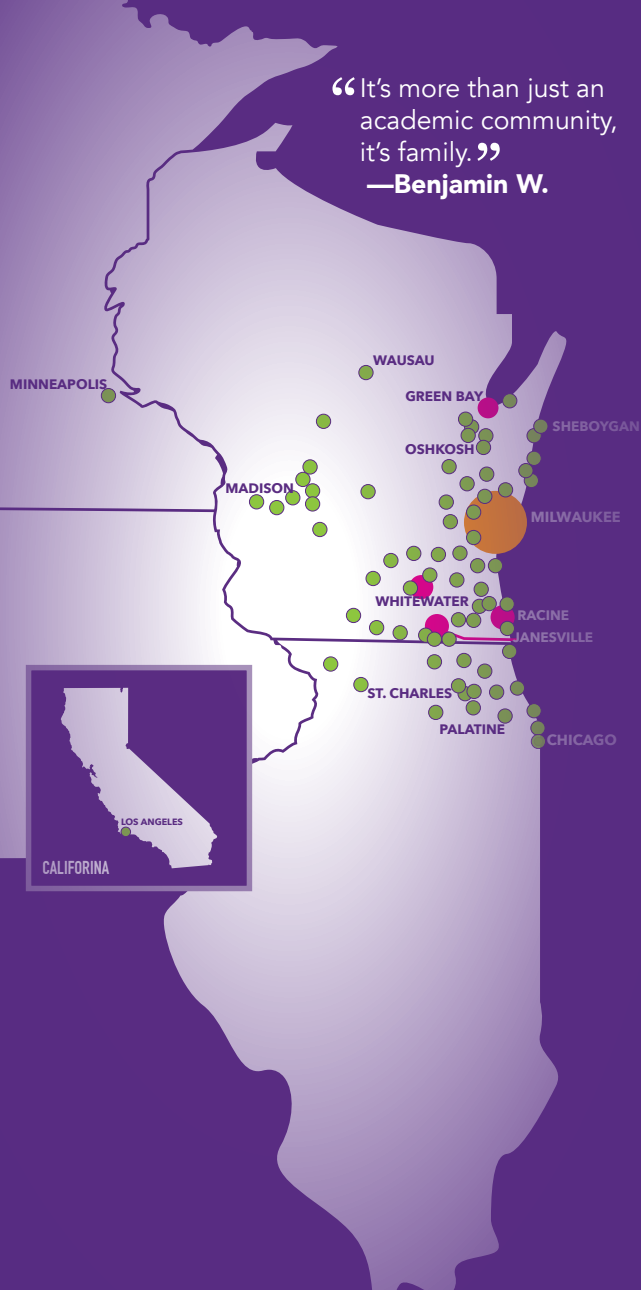 “It’s more than just an
academic community,
it’s family.”
—Benjamin W.
WAUSAU
MINNEAPOLIS
GREEN BAY
SHEBOYGAN
OSHKOSH
MADISON
MILWAUKEE
WHITEWATER
RACINE
JANESVILLE
ST. CHARLES
PALATINE
CHICAGO
LOS ANGELES
CALIFORINA